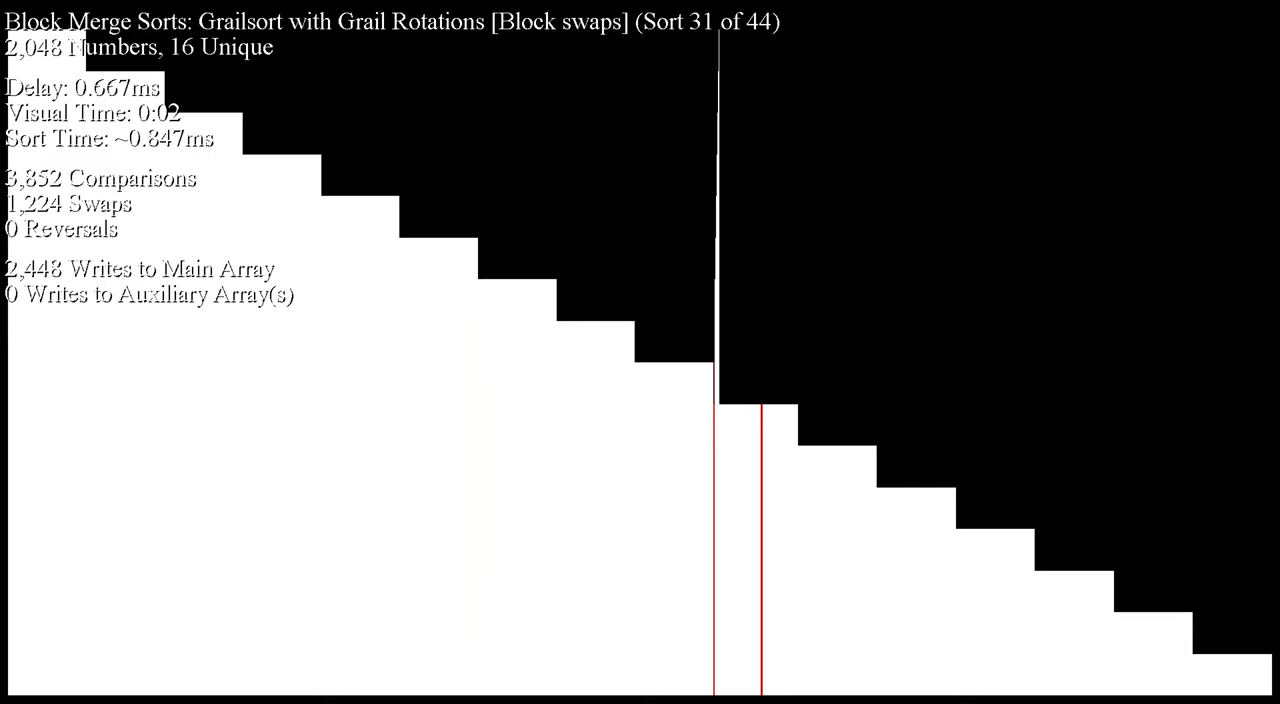 Block Merge Sorts: Grailsort with Grail Rotations [Block swaps] (Sort 31 of 44)
2,048 Numbers, 16 Unique
Delay: 0.667ms
Visual Time: 0:02
Sort Time: ~0.847ms
3,852 Comparisons
1,224 Swaps
0 Reversals
2,448 Writes to Main Array
0 Writes to Auxiliary Array(s)